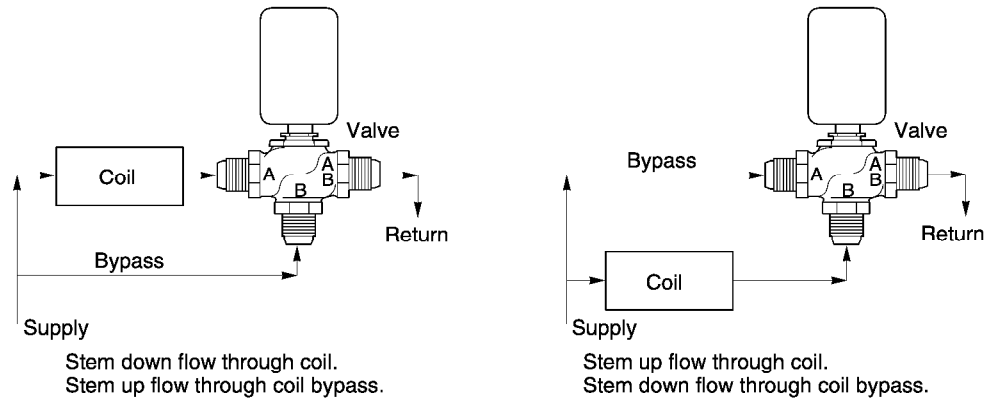 Valve
A
A
B
B
Coil
Return
Bypass
Supply
Stem down flow through coil.
Stem up flow through coil bypass.
Valve
Bypass
A
A
B
B
Return
Coil
Supply
Stem up flow through coil.
Stem down flow through coil bypass.